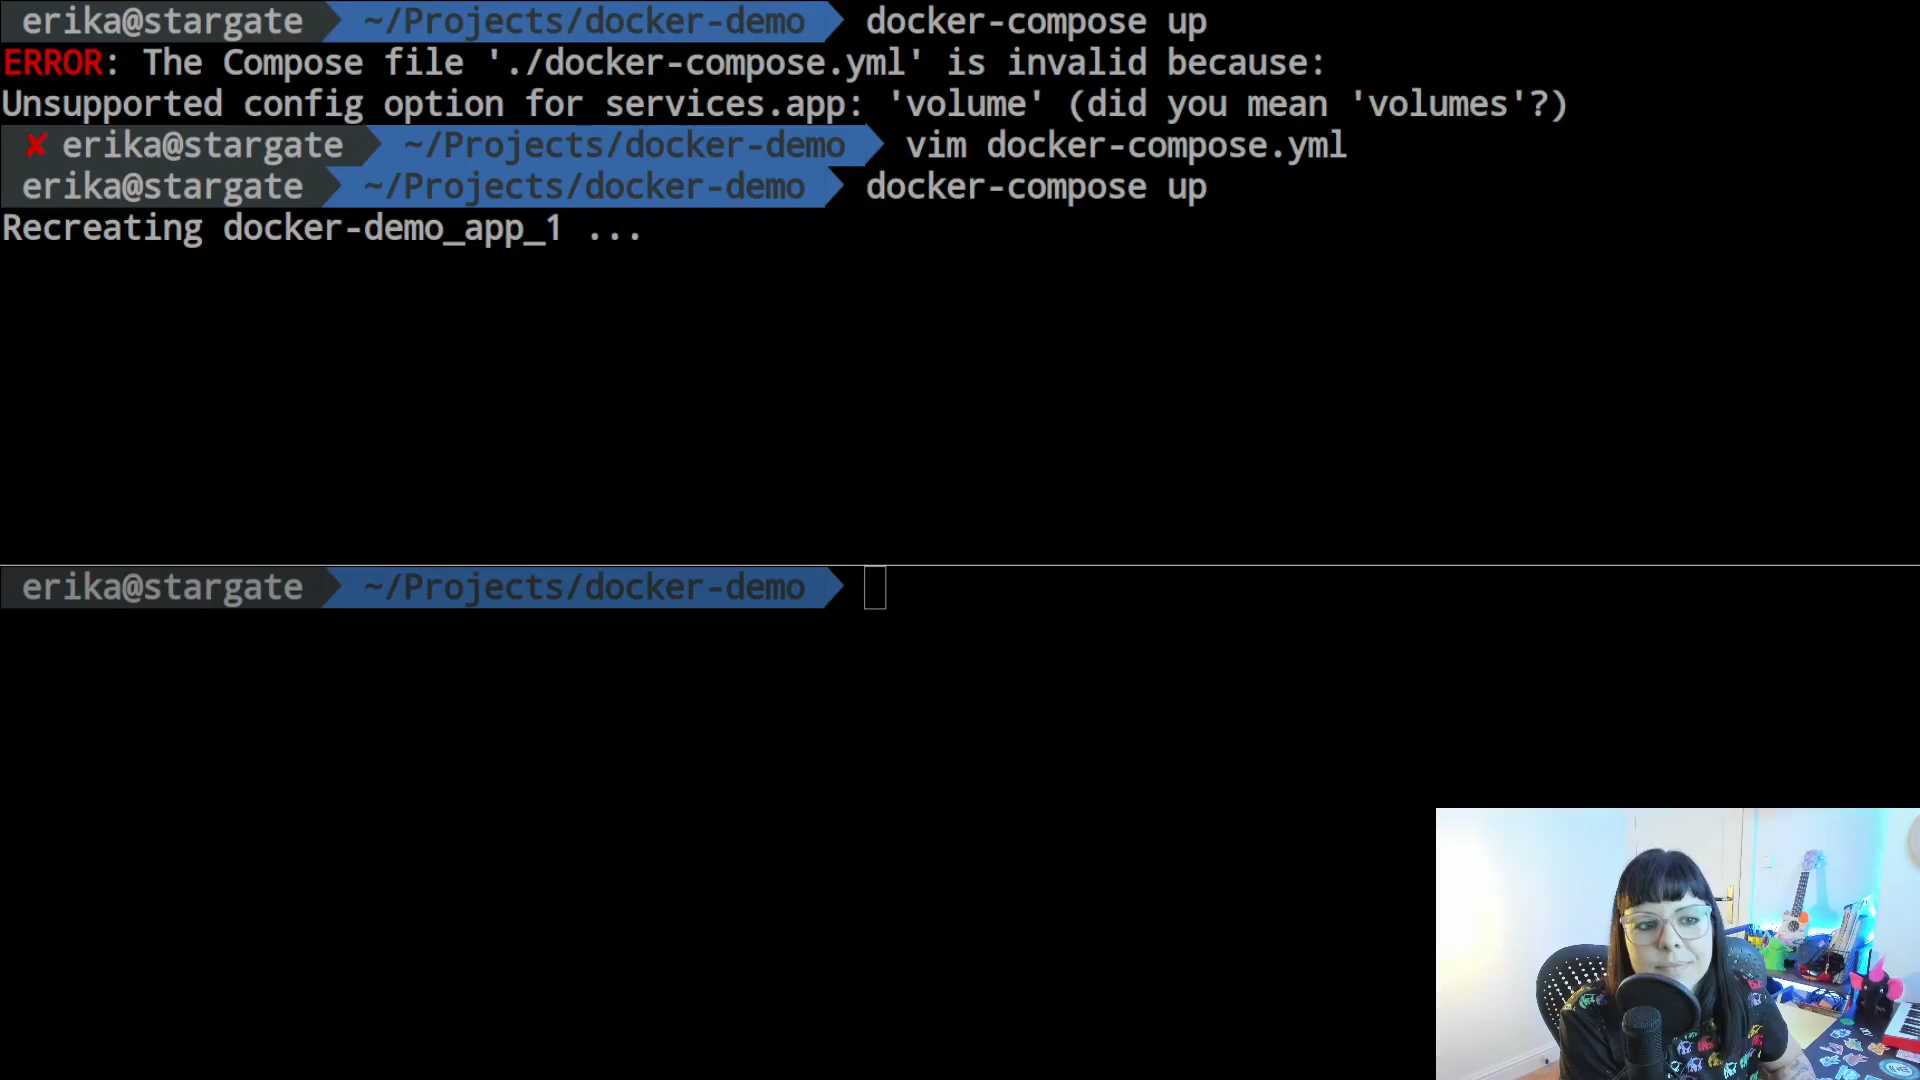 erika@stargate ~/Projects/docker-demo docker-compose up
ERROR: The Compose file './docker-compose.yml' is invalid because:
Unsupported config option for services.app: 'volume' (did you mean 'volumes'?)
✘ erika@stargate ~/Projects/docker-demo vim docker-compose.yml
erika@stargate ~/Projects/docker-demo docker-compose up
Recreating docker-demo_app_1 ...
erika@stargate ~/Projects/docker-demo